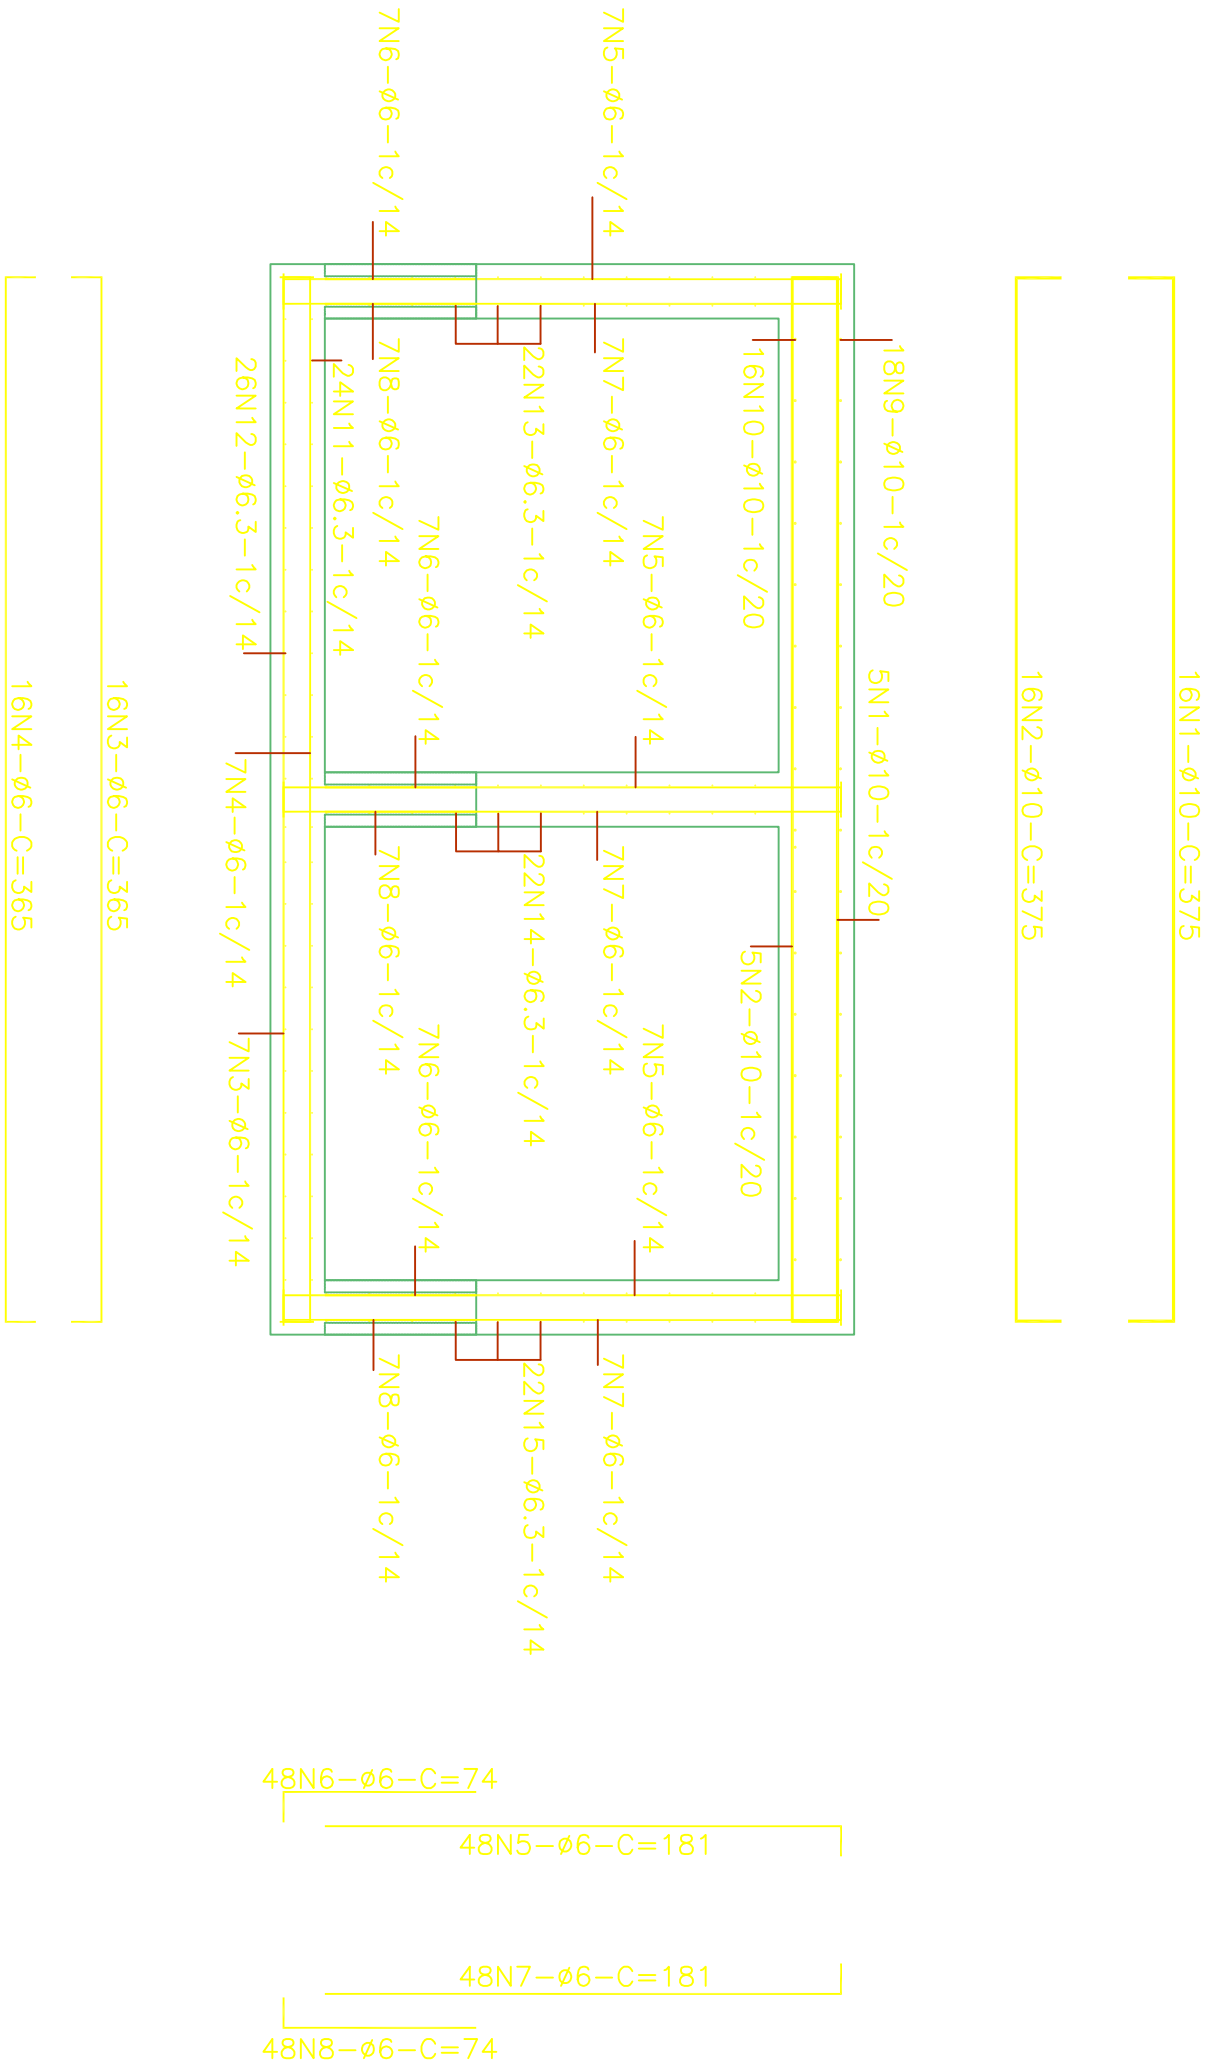 7N6-ø6-1c/14
7N5-ø6-1c/14
26N12-ø6.3-1c/14
24N11-ø6.3-1c/14
7N8-ø6-1c/14
22N13-ø6.3-1c/14
7N7-ø6-1c/14
16N10-ø10-1c/20
18N9-ø10-1c/20
7N6-ø6-1c/14
7N5-ø6-1c/14
5N1-ø10-1c/20
16N4-ø6-C=365
16N3-ø6-C=365
16N2-ø10-C=375
16N1-ø10-C=375
7N4-ø6-1c/14
7N8-ø6-1c/14
22N14-ø6.3-1c/14
7N7-ø6-1c/14
5N2-ø10-1c/20
7N3-ø6-1c/14
7N6-ø6-1c/14
7N5-ø6-1c/14
7N8-ø6-1c/14
22N15-ø6.3-1c/14
7N7-ø6-1c/14
48N6-ø6-C=74
48N5-ø6-C=181
48N7-ø6-C=181
48N8-ø6-C=74